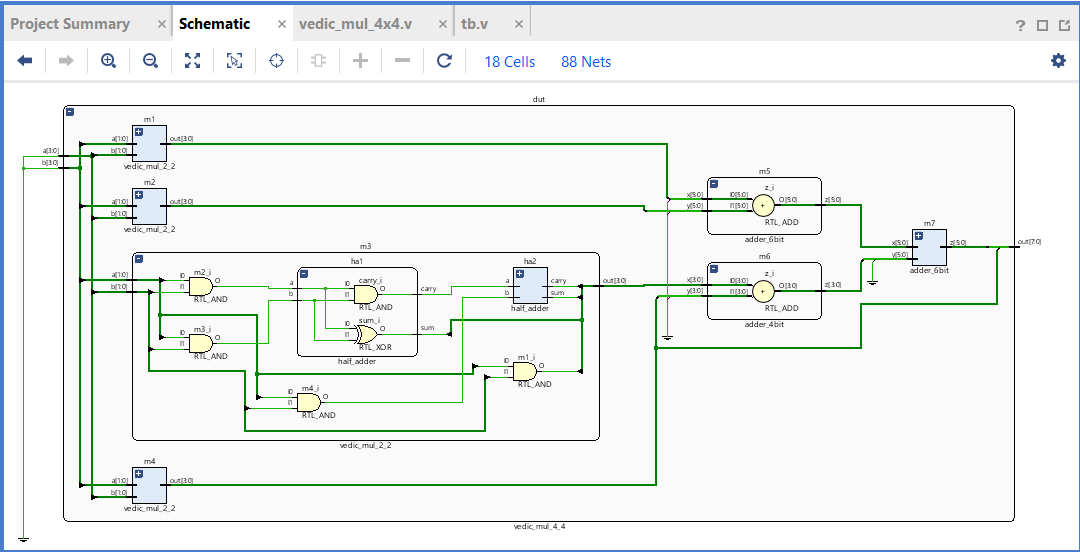 Project Summary × Schematic × vedic_mul_4x4.v × tb.v ×
?
18 Cells 88 Nets
dut
a[3:0]
b[3:0]
m1
a[1:0]
b[1:0]
out[3:0]
vedic_mul_2_2
m2
a[1:0]
b[1:0]
out[3:0]
vedic_mul_2_2
m3
a[1:0]
b[1:0]
m2_i
I0
I1
O
RTL_AND
m3_i
I0
I1
O
RTL_AND
ha1
a
b
carry_i
I0
I1
O
RTL_AND
carry
sum_i
I0
I1
O
RTL_XOR
sum
half_adder
ha2
a
b
carry
sum
half_adder
m4_i
I0
I1
O
RTL_AND
m1_i
I0
I1
O
RTL_AND
out[3:0]
vedic_mul_2_2
m4
a[1:0]
b[1:0]
out[3:0]
vedic_mul_2_2
m5
x[5:0]
y[5:0]
z_i
I0[5:0]
I1[5:0]
+
O[5:0]
RTL_ADD
z[5:0]
adder_6bit
m6
x[3:0]
y[3:0]
z_i
I0[3:0]
I1[3:0]
+
O[3:0]
RTL_ADD
z[3:0]
adder_4bit
m7
x[5:0]
y[5:0]
z[5:0]
adder_6bit
out[7:0]
vedic_mul_4_4